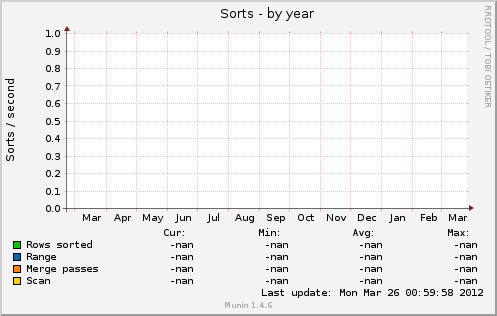 Sorts - by year
RRDTOOL / TOBI OETIKER
Sorts / second
1.0
0.9
0.8
0.7
0.6
0.5
0.4
0.3
0.2
0.1
0.0
Mar Apr May Jun Jul Aug Sep Oct Nov Dec Jan Feb Mar
Cur: Min: Avg: Max:
Rows sorted -nan -nan -nan -nan
Range -nan -nan -nan -nan
Merge passes -nan -nan -nan -nan
Scan -nan -nan -nan -nan
Last update: Mon Mar 26 00:59:58 2012
Munin 1.4.6